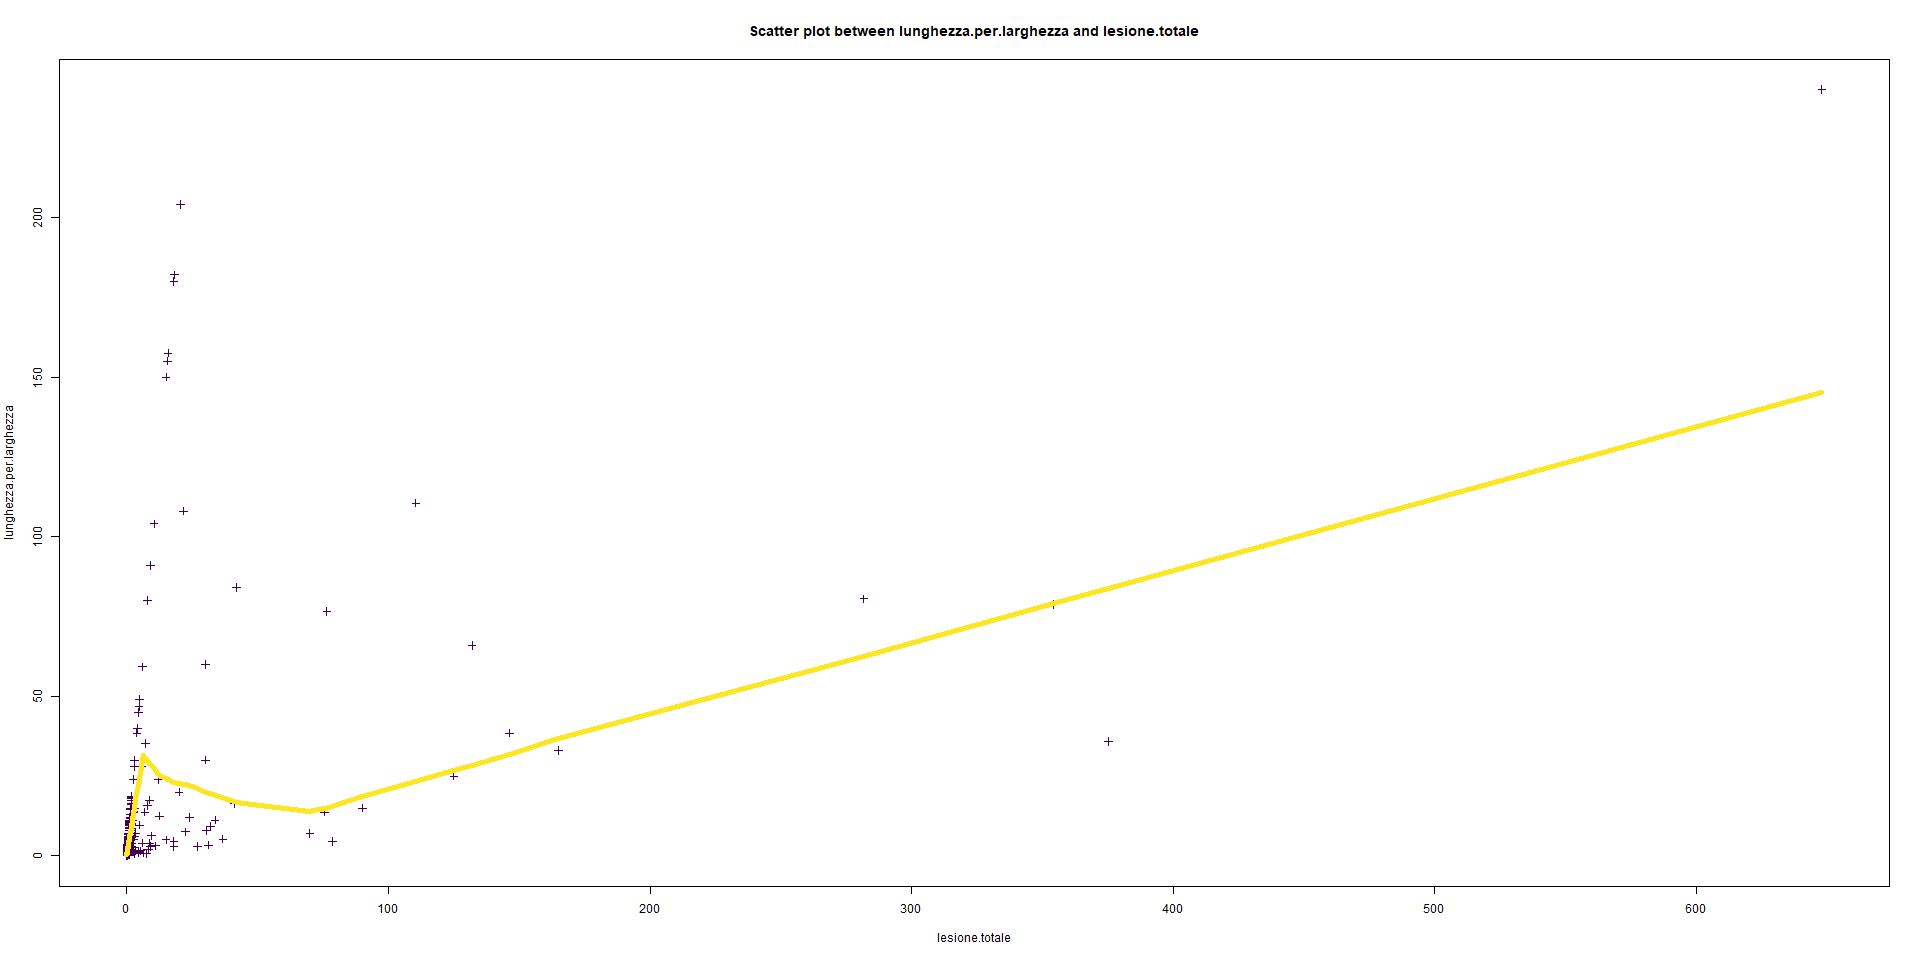 Scatter plot between lunghezza.per.larghezza and lesione.totale
lunghezza.per.larghezza
200
150
100
50
0
0 100 200 300 400 500 600
lesione.totale